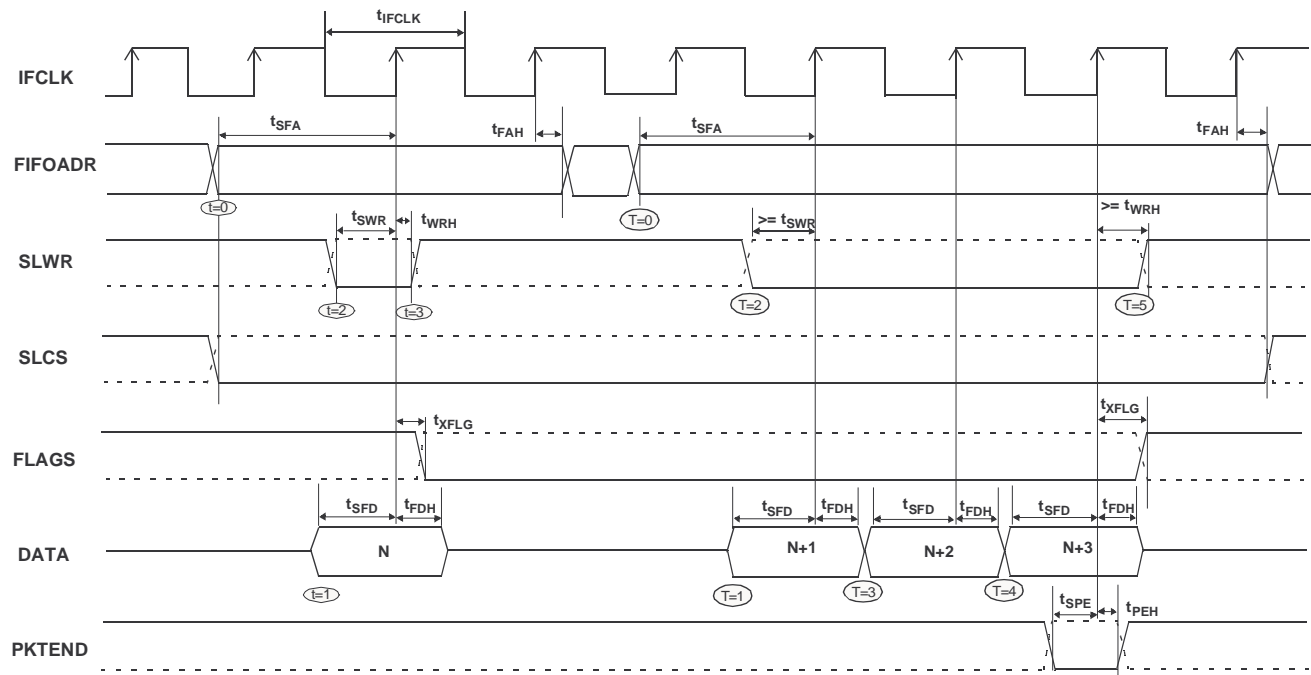 tIFCLK
IFCLK
tSFA
tFAH
tSFA
tFAH
FIFOADR
t=0
T=0
tSWR
tWRH
>= tSWR
>= tWRH
SLWR
t=2
t=3
T=2
T=5
SLCS
tXFLG
tXFLG
FLAGS
tSFD
tFDH
tSFD
tFDH
tSFD
tFDH
tSFD
tFDH
DATA
N
N+1
N+2
N+3
t=1
T=1
T=3
T=4
tSPE
tPEH
PKTEND